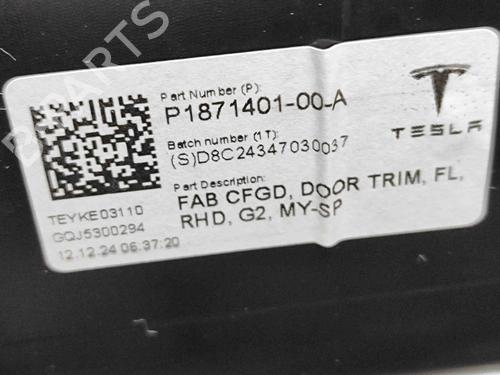 Part Number (P):
P1871401-00-A
Batch number (1T):
(S)D8C24347030037
Part Description:
FAB CFGD, DOOR TRIM, FL,
RHD, G2, MY-SP
TESLA
TEYKE03110
GQJ5300294
12.12.24 06.37:20
B-PARTS